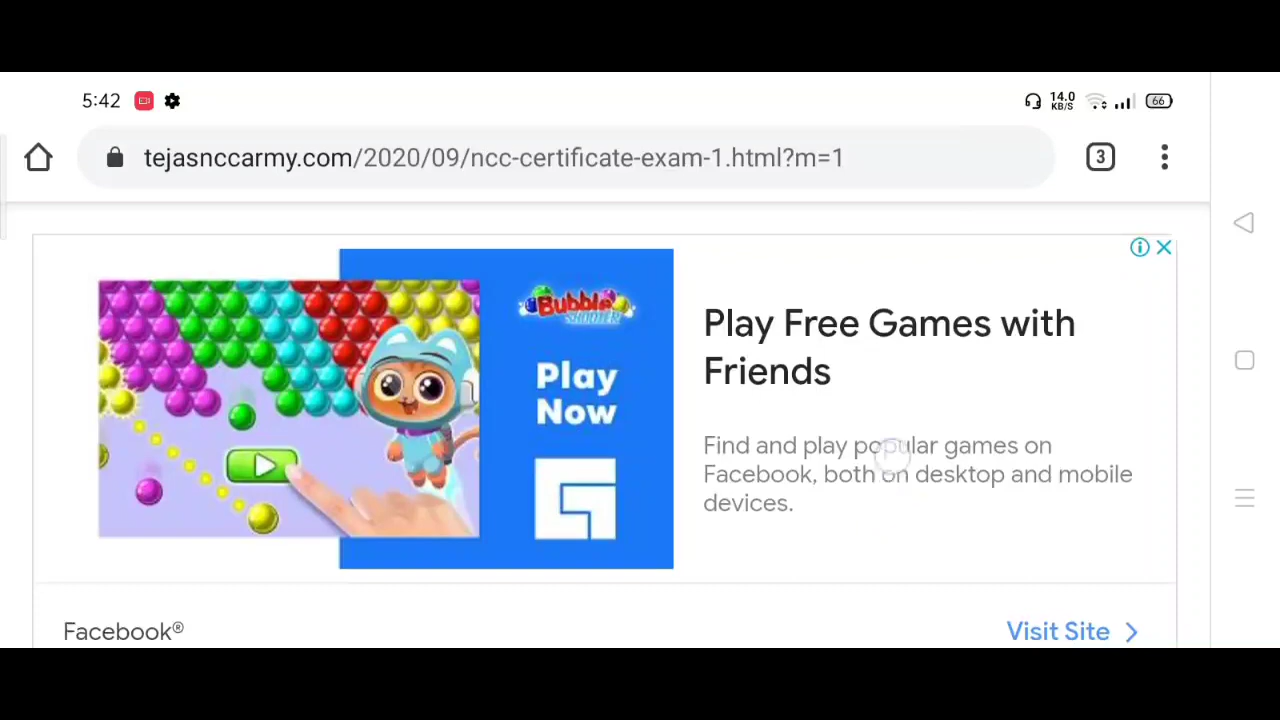 5:42
14.0
KB/S
66
tejasnccarmy.com/2020/09/ncc-certificate-exam-1.html?m=1
3
Bubble
SHOOTER
Play
Now
Play Free Games with
Friends
Find and play popular games on
Facebook, both on desktop and mobile
devices.
Facebook®
Visit Site